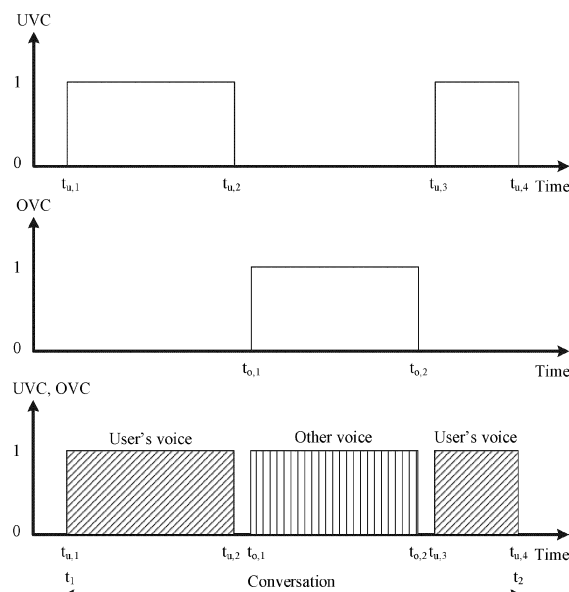 UVC
1
0
tu,1 tu,2 tu,3 tu,4 Time
OVC
1
0
to,1 to,2 Time
UVC, OVC
User's voice Other voice User's voice
1
0
tu,1 tu,2 to,1 to,2 tu,3 tu,4 Time
t1 Conversation t2